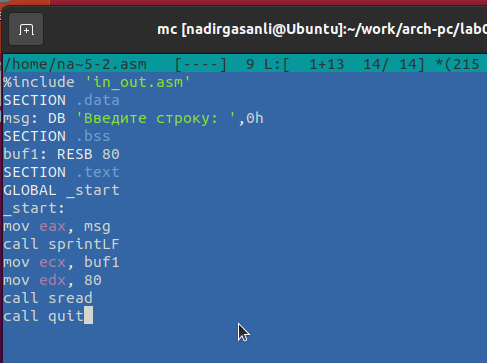 mc [nadirgasanli@Ubuntu]:~/work/arch-pc/lab0
/home/na~5-2.asm [----] 9 L:[ 1+13 14/ 14] *(215
%include 'in_out.asm'
SECTION .data
msg: DB 'Введите строку: ',0h
SECTION .bss
buf1: RESB 80
SECTION .text
GLOBAL _start
_start:
mov eax, msg
call sprintLF
mov ecx, buf1
mov edx, 80
call sread
call quit